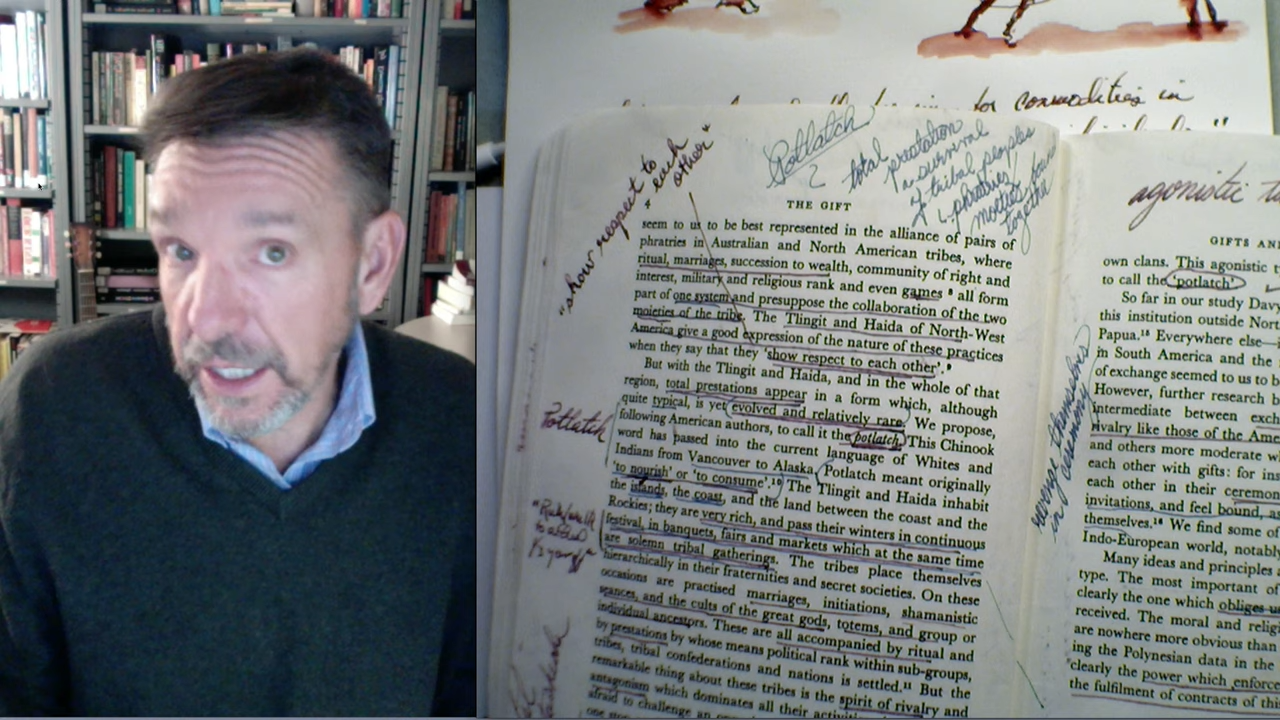 for commodities in
"show respect to
each
other"
Potlatch
total prestation
a survival
of tribal peoples
phratries,
bound
together
4
THE GIFT
seem to us to be best represented in the alliance of pairs of
phratries in Australian and North American tribes, where
ritual, marriages, succession to wealth, community of right and
interest, military and religious rank and even games ⁸ all form
part of one system and presuppose the collaboration of the two
moieties of the tribe. The Tlingit and Haida of North-West
America give a good expression of the nature of these practices
when they say that they 'show respect to each other'.⁹
But with the Tlingit and Haida, and in the whole of that
region, total prestations appear in a form which, although
quite typical, is yet evolved and relatively rare. We propose,
following American authors, to call it the potlatch. This Chinook
word has passed into the current language of Whites and
Indians from Vancouver to Alaska. Potlatch meant originally
'to nourish' or 'to consume'.¹⁰ The Tlingit and Haida inhabit
the islands, the coast, and the land between the coast and the
Rockies; they are very rich, and pass their winters in continuous
festival, in banquets, fairs and markets which at the same time
are solemn tribal gatherings. The tribes place themselves
hierarchically in their fraternities and secret societies. On these
occasions are practised marriages, initiations, shamanistic
seances, and the cults of the great gods, totems, and group or
individual ancestors. These are all accompanied by ritual and
by prestations by whose means political rank within sub-groups,
tribes, tribal confederations and nations is settled.¹¹ But the
remarkable thing about these tribes is the spirit of rivalry and
antagonism which dominates all their activities.
afraid to challenge an
Potlatch
agonistic
GIFTS AN
own clans. This agonistic t
to call the 'potlatch'
So far in our study Davy
this institution outside Nort
Papua.¹⁵ Everywhere else—
in South America and the
of exchange seemed to us to b
However, further research b
intermediate between exch
rivalry like those of the Ame
and others more moderate w
each other with gifts: for ins
each other in their ceremon
invitations, and feel bound, a
themselves.¹⁶ We find some of
Indo-European world, notabl
Many ideas and principles a
type. The most important of
clearly the one which obliges us
received. The moral and relig
are nowhere more obvious than
ing the Polynesian data in the
clearly the power which enforce
the fulfilment of contracts of thi
revenge themselves